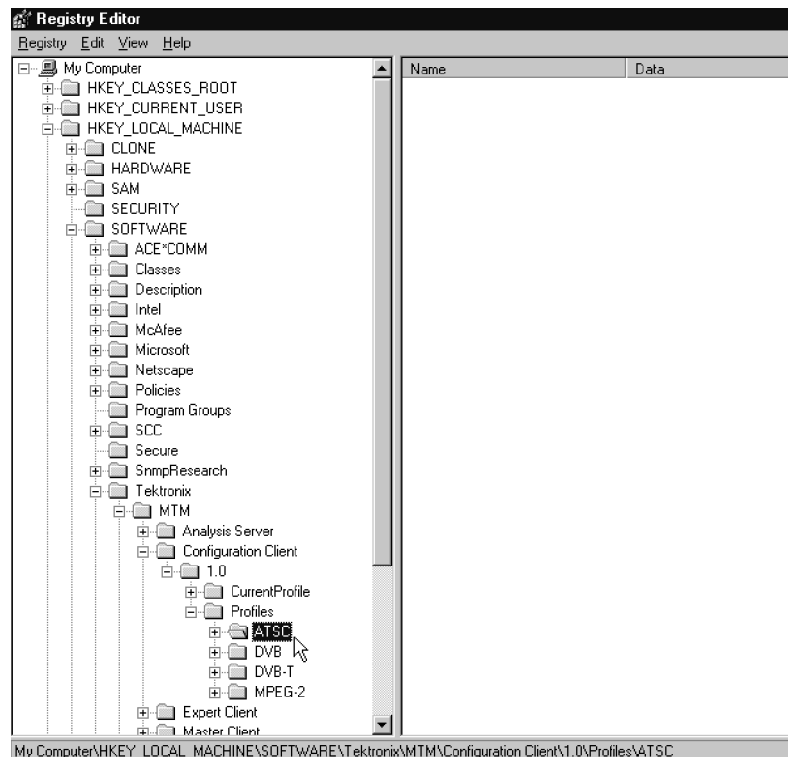 Registry Editor
Registry Edit View Help
My Computer
Name Data
HKEY_CLASSES_ROOT
HKEY_CURRENT_USER
HKEY_LOCAL_MACHINE
CLONE
HARDWARE
SAM
SECURITY
SOFTWARE
ACE*COMM
Classes
Description
Intel
McAfee
Microsoft
Netscape
Policies
Program Groups
SCC
Secure
SnmpResearch
Tektronix
MTM
Analysis Server
Configuration Client
1.0
CurrentProfile
Profiles
ATSC
DVB
DVB-T
MPEG-2
Expert Client
Master Client
My Computer\HKEY_LOCAL_MACHINE\SOFTWARE\Tektronix\MTM\Configuration Client\1.0\Profiles\ATSC